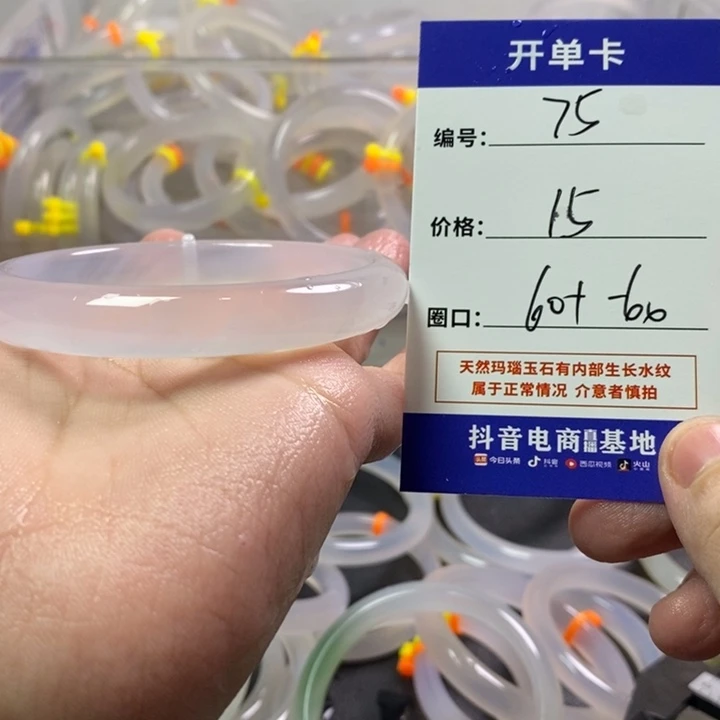 开单卡
编号: 75
价格: 15
圈口: 60+ -60
天然玛瑙玉石有内部生长水纹
属于正常情况 介意者慎拍
抖音电商直播基地
今日头条 抖音 西瓜视频 火山